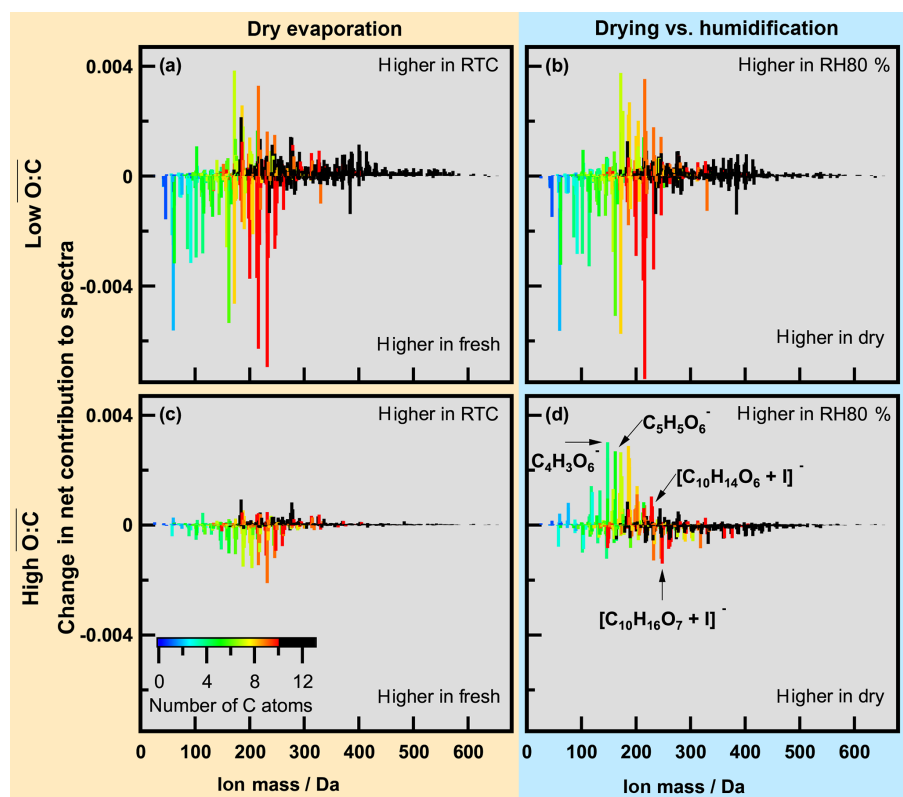 Dry evaporation
Drying vs. humidification
(a)
Higher in RTC
Higher in fresh
0.004
0
-0.004
(b)
Higher in RH80 %
Higher in dry
Low O:C
High O:C
Change in net contribution to spectra
(c)
Higher in RTC
Higher in fresh
0.004
0
-0.004
0 4 8 12
Number of C atoms
(d)
Higher in RH80 %
C₅H₅O₆⁻
C₄H₃O₆⁻
[C₁₀H₁₄O₆ + I]⁻
[C₁₀H₁₆O₇ + I]⁻
Higher in dry
0 100 200 300 400 500 600
0 100 200 300 400 500 600
Ion mass / Da
Ion mass / Da